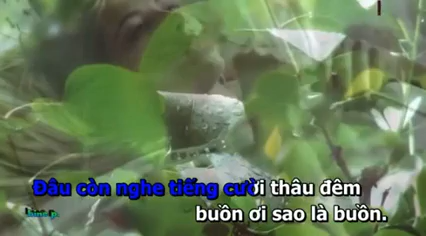 Đâu còn nghe tiếng cười thâu đêm
buồn ơi sao là buồn.